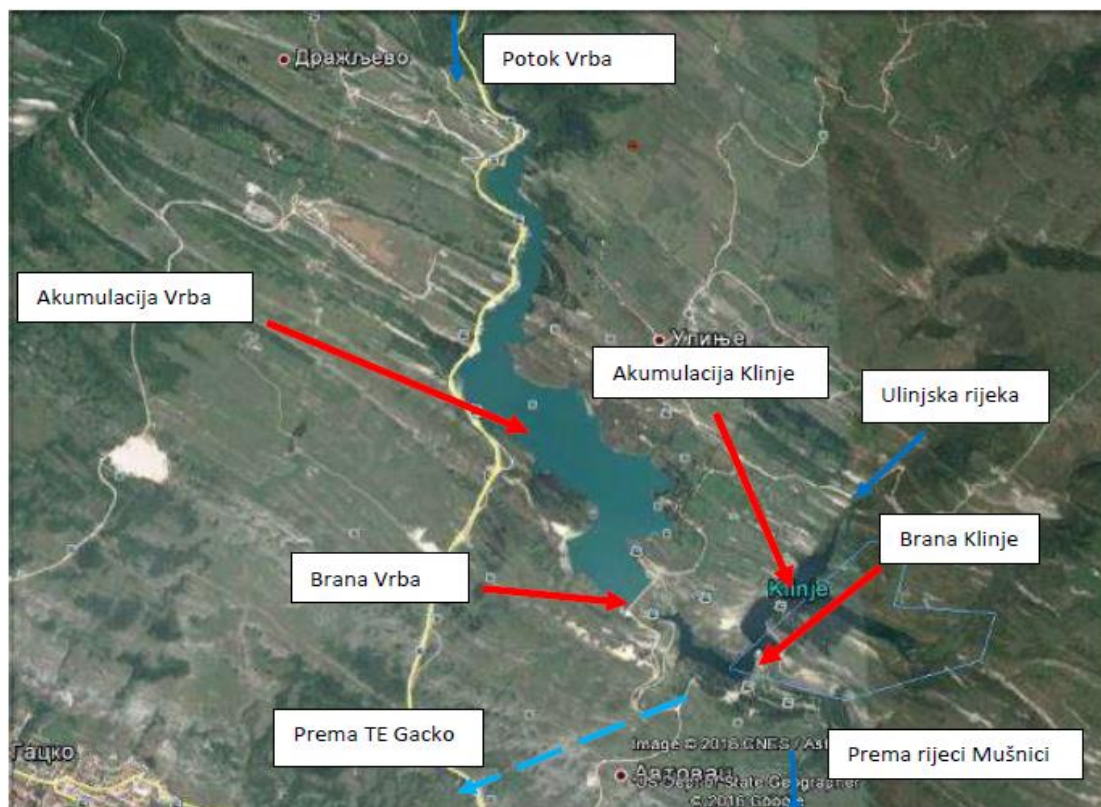 Дражљево
Potok Vrba
Akumulacija Vrba
Улиње
Akumulacija Klinje
Ulinjska rijeka
Brana Klinje
Brana Vrba
Klinje
Prema TE Gacko
Гацко
Image © 2016 CNES / Ast
Prema rijeci Mušnici
Автовац
US Dept of State Geographer
© 2016 Google